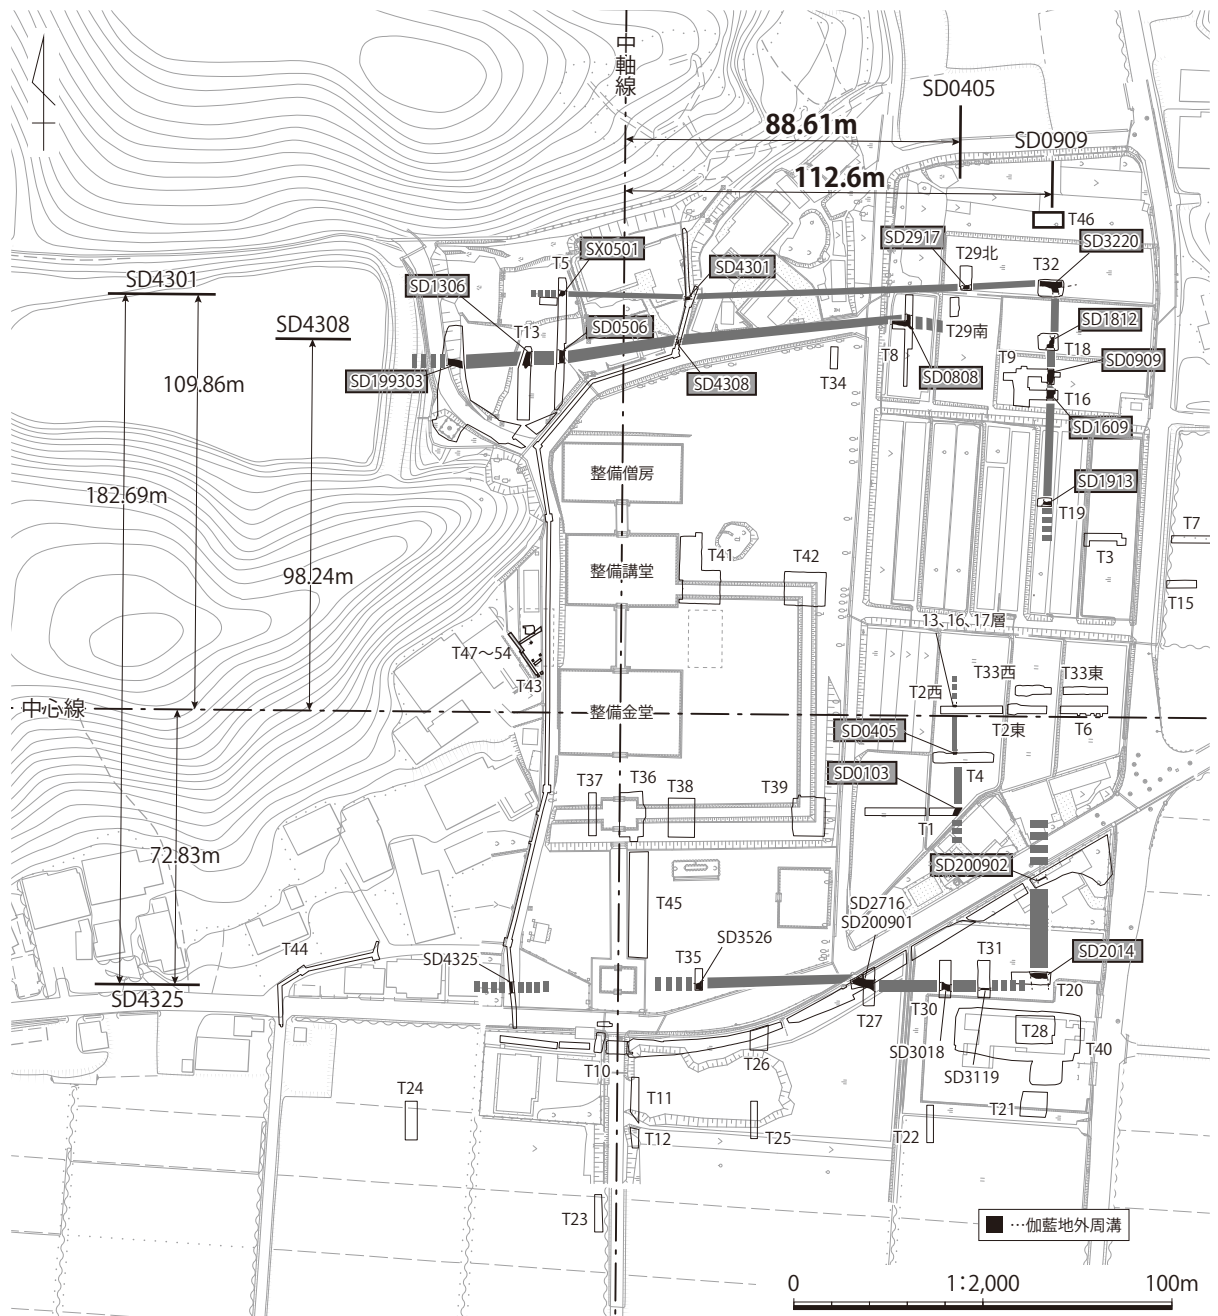 中軸線
SD0405
88.61m
SD0909
112.6m
T46
SD2917
T29北
SD3220
T32
SX0501
T5
SD4301
SD4301
SD1306
SD4308
T13
SD0506
T29南
SD1812
T18
T9
SD0909
T8
T34
SD199303
SD4308
SD0808
T16
SD1609
109.86m
整備僧房
SD1913
182.69m
T19
T7
T41
T42
T3
整備講堂
98.24m
T15
13、16、17層
T47～54
T43
T33西
T33東
T2西
中心線
整備金堂
SD0405
T2東
T6
SD0103
T4
T37
T36
T38
T39
T1
72.83m
SD200902
T45
SD2716
SD200901
T44
SD3526
T31
SD2014
SD4325
T35
SD4325
T20
T27
T30
T28
SD3018
T40
T10
T26
SD3119
T24
T11
T21
T12
T25
T22
T23
…伽藍地外周溝
0
1：2,000
100m